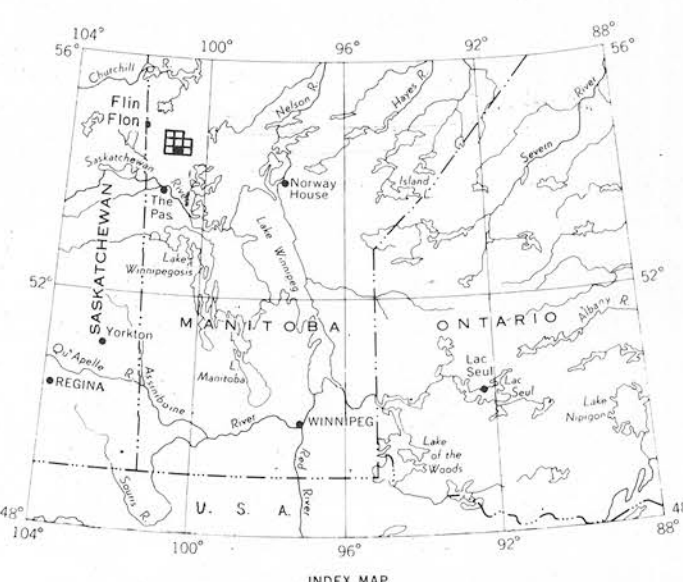 104° 100° 96° 92° 88°
56° 56°
Churchill R.
Nelson R.
Hayes R.
River
Severn
Flin
Flon
Saskatchewan
River
The
Pas
Norway
House
Island
L.
SASKATCHEWAN
Lake
Winnipegosis
Lake Winnipeg
52° 52°
MANITOBA
ONTARIO
Albany R.
Yorkton
Qu'Appelle R.
REGINA
L.
Manitoba
Lac
Seul
Lac
Seul
Lake
Nipigon
Assiniboine
River
WINNIPEG
Lake
of the
Woods
Red River
Souris R.
U. S. A.
48° 48°
104° 100° 96° 92° 88°
INDEX MAP